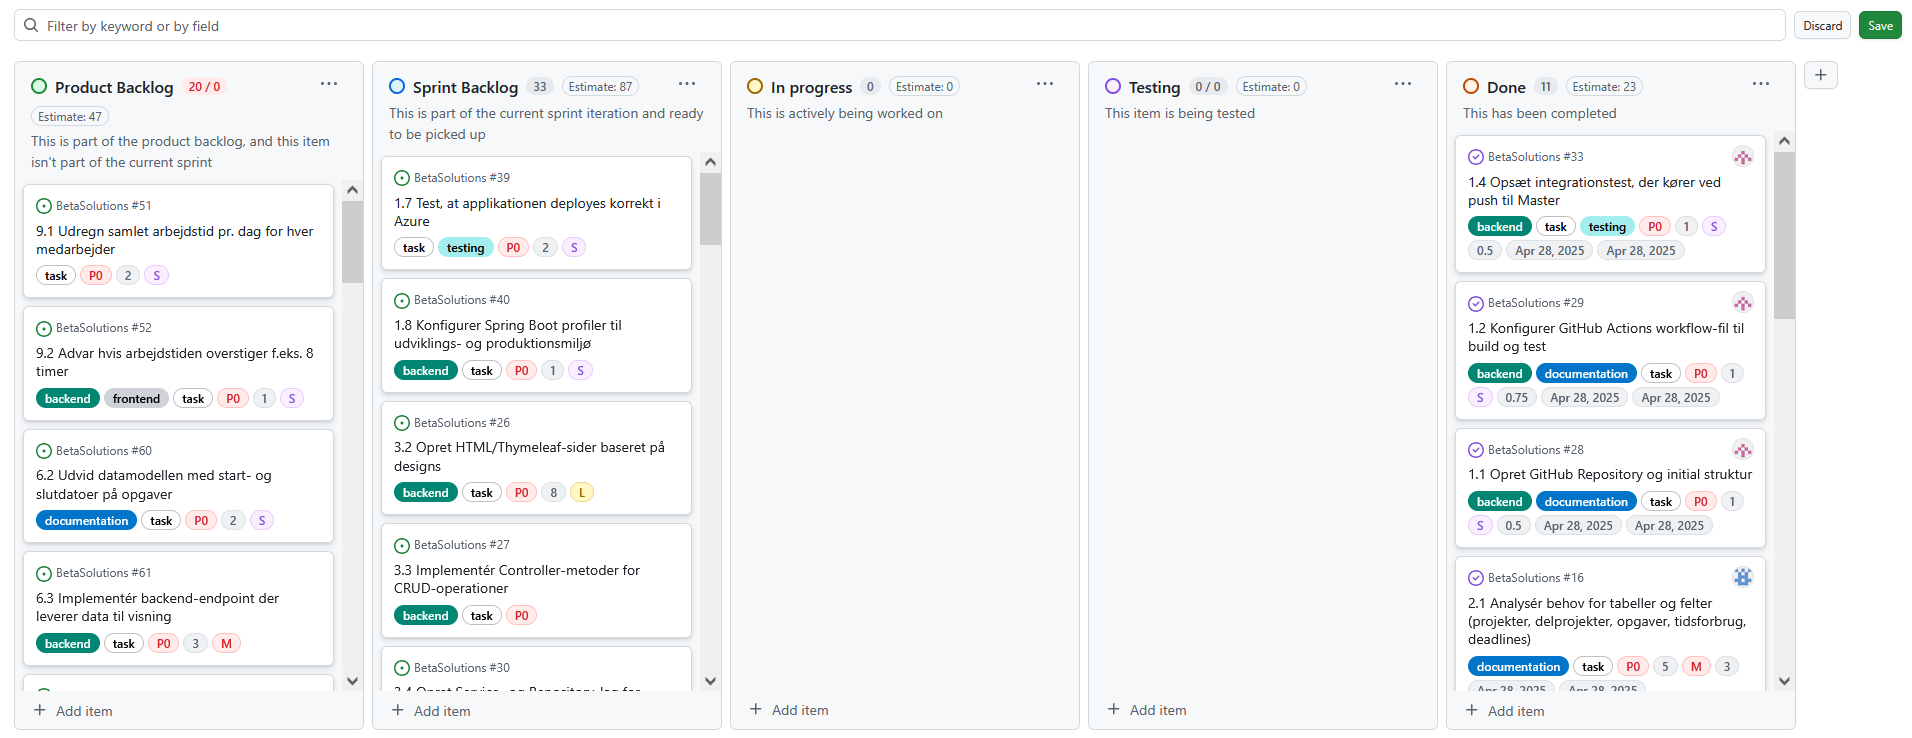 Filter by keyword or by field
Discard
Save
Product Backlog 20 / 0
Estimate: 47
This is part of the product backlog, and this item
isn't part of the current sprint
BetaSolutions #51
9.1 Udregn samlet arbejdstid pr. dag for hver
medarbejder
task P0 2 S
BetaSolutions #52
9.2 Advar hvis arbejdstiden overstiger f.eks. 8
timer
backend frontend task P0 1 S
BetaSolutions #60
6.2 Udvid datamodellen med start- og
slutdatoer på opgaver
documentation task P0 2 S
BetaSolutions #61
6.3 Implementér backend-endpoint der
leverer data til visning
backend task P0 3 M
Add item
Sprint Backlog 33 Estimate: 87
This is part of the current sprint iteration and ready
to be picked up
BetaSolutions #39
1.7 Test, at applikationen deployes korrekt i
Azure
task testing P0 2 S
BetaSolutions #40
1.8 Konfigurer Spring Boot profiler til
udviklings- og produktionsmiljø
backend task P0 1 S
BetaSolutions #26
3.2 Opret HTML/Thymeleaf-sider baseret på
designs
backend task P0 8 L
BetaSolutions #27
3.3 Implementér Controller-metoder for
CRUD-operationer
backend task P0
BetaSolutions #30
3.4 Opret Service- og Repository-lag for
Add item
In progress 0 Estimate: 0
This is actively being worked on
Add item
Testing 0 / 0 Estimate: 0
This item is being tested
Add item
Done 11 Estimate: 23
This has been completed
BetaSolutions #33
1.4 Opsæt integrationstest, der kører ved
push til Master
backend task testing P0 1 S
0.5 Apr 28, 2025 Apr 28, 2025
BetaSolutions #29
1.2 Konfigurer GitHub Actions workflow-fil til
build og test
backend documentation task P0 1
S 0.75 Apr 28, 2025 Apr 28, 2025
BetaSolutions #28
1.1 Opret GitHub Repository og initial struktur
backend documentation task P0 1
S 0.5 Apr 28, 2025 Apr 28, 2025
BetaSolutions #16
2.1 Analysér behov for tabeller og felter
(projekter, delprojekter, opgaver, tidsforbrug,
deadlines)
documentation task P0 5 M 3
Apr 28, 2025 Apr 28, 2025
Add item